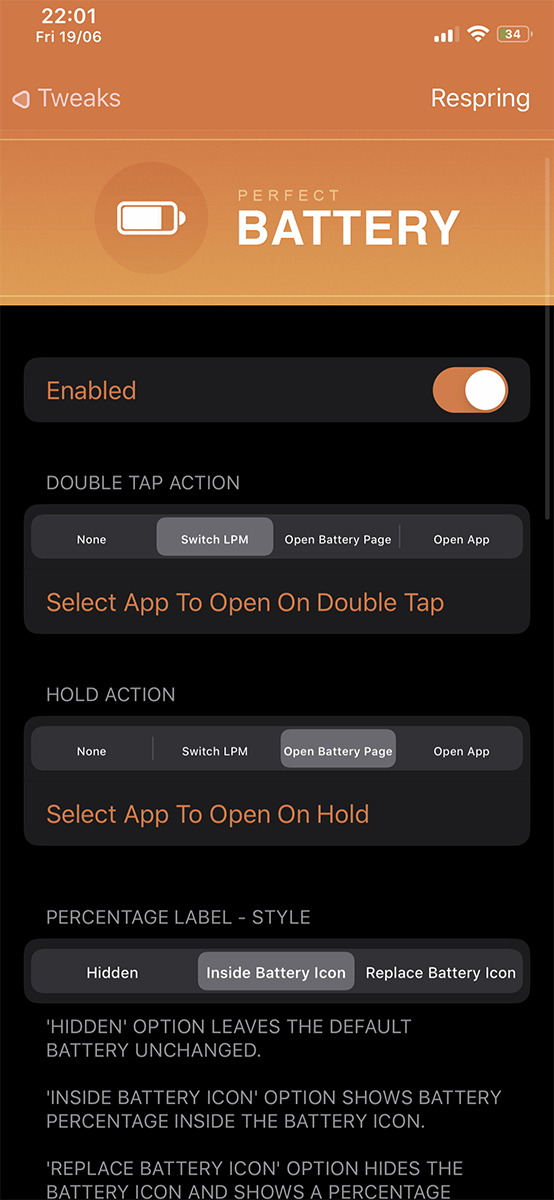 22:01
Fri 19/06
34
Tweaks
Respring
PERFECT
BATTERY
Enabled
DOUBLE TAP ACTION
None Switch LPM Open Battery Page Open App
Select App To Open On Double Tap
HOLD ACTION
None Switch LPM Open Battery Page Open App
Select App To Open On Hold
PERCENTAGE LABEL - STYLE
Hidden Inside Battery Icon Replace Battery Icon
'HIDDEN' OPTION LEAVES THE DEFAULT
BATTERY UNCHANGED.
'INSIDE BATTERY ICON' OPTION SHOWS BATTERY
PERCENTAGE INSIDE THE BATTERY ICON.
'REPLACE BATTERY ICON' OPTION HIDES THE
BATTERY ICON AND SHOWS A PERCENTAGE